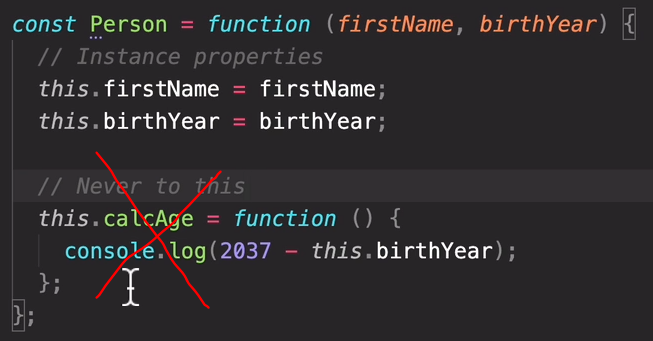 const Person = function (firstName, birthYear) {
// Instance properties
this.firstName = firstName;
this.birthYear = birthYear;
// Never to this
this.calcAge = function () {
console.log(2037 - this.birthYear);
};
};